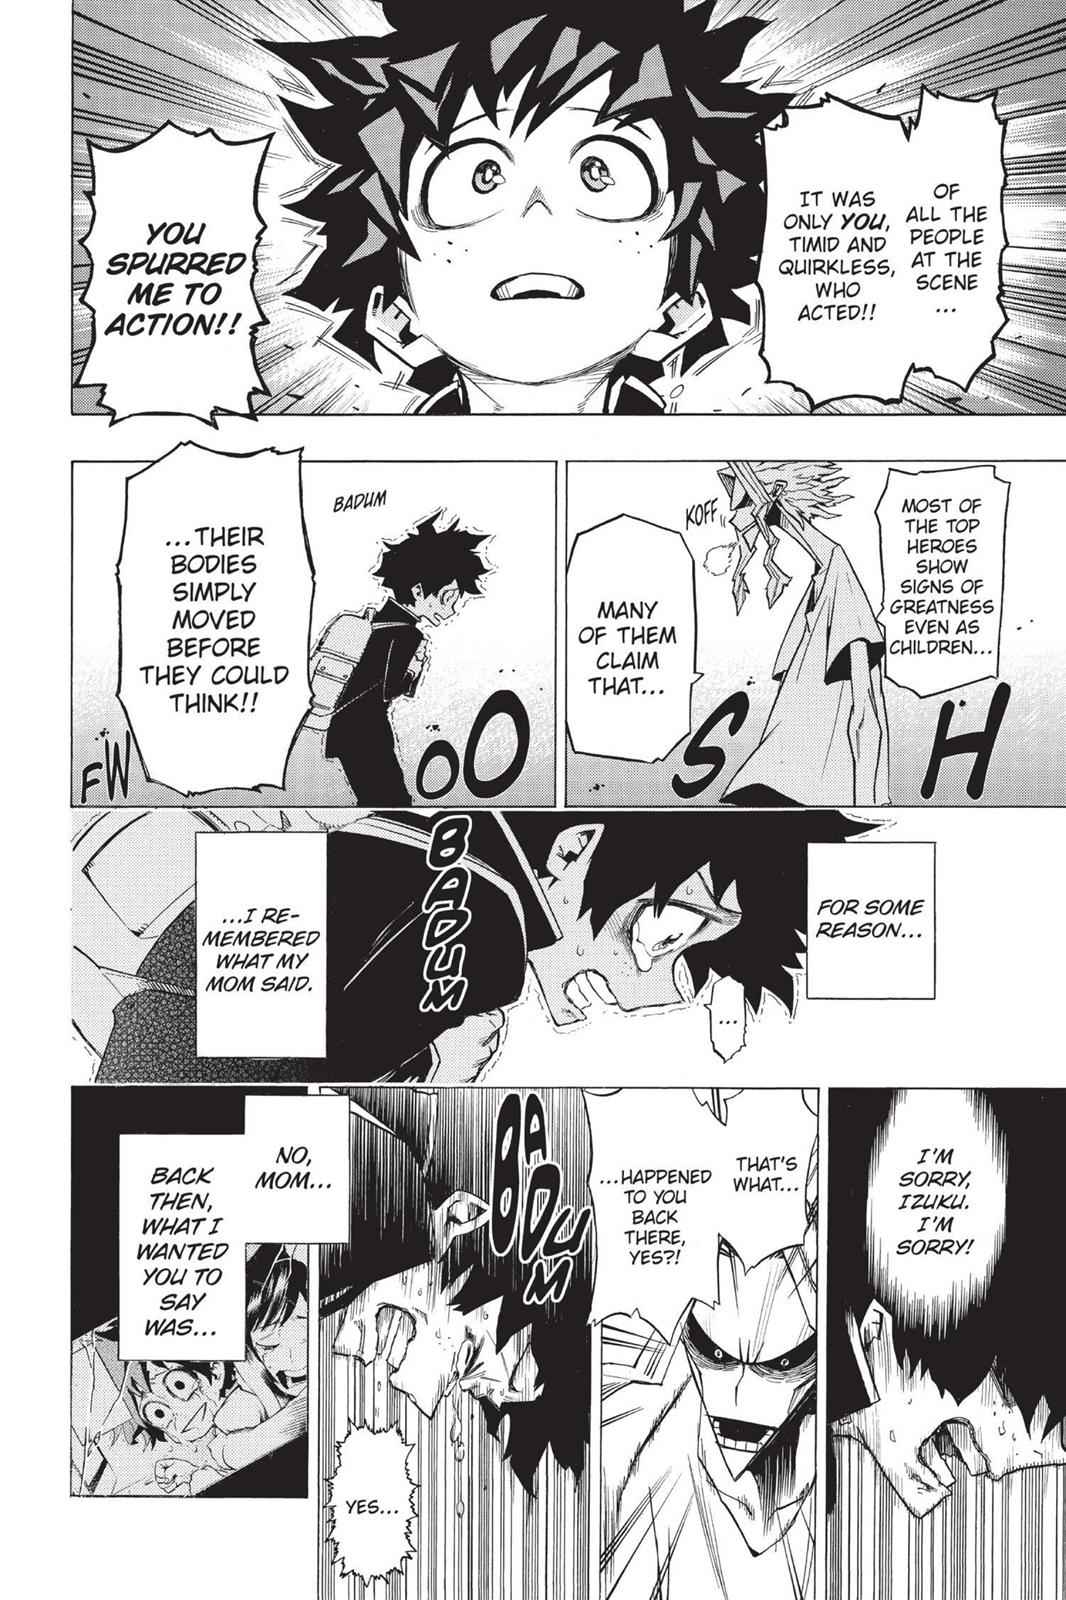 OF
ALL THE
PEOPLE
AT THE
SCENE
...
IT WAS
ONLY YOU,
TIMID AND
QUIRKLESS,
WHO
ACTED!!
YOU
SPURRED
ME TO
ACTION!!
MOST OF
THE TOP
HEROES
SHOW
SIGNS OF
GREATNESS
EVEN AS
CHILDREN...
KOFF
MANY
OF THEM
CLAIM
THAT...
BADUM
...THEIR
BODIES
SIMPLY
MOVED
BEFORE
THEY COULD
THINK!!
FWOOSH
FOR SOME
REASON...
...
BADUM
...I RE-
MEMBERED
WHAT MY
MOM SAID.
I'M
SORRY,
IZUKU.
I'M
SORRY!
THAT'S
WHAT...
...HAPPENED
TO YOU
BACK
THERE,
YES?!
BADUM
YES...
NO,
MOM...
BACK
THEN,
WHAT I
WANTED
YOU TO
SAY
WAS...